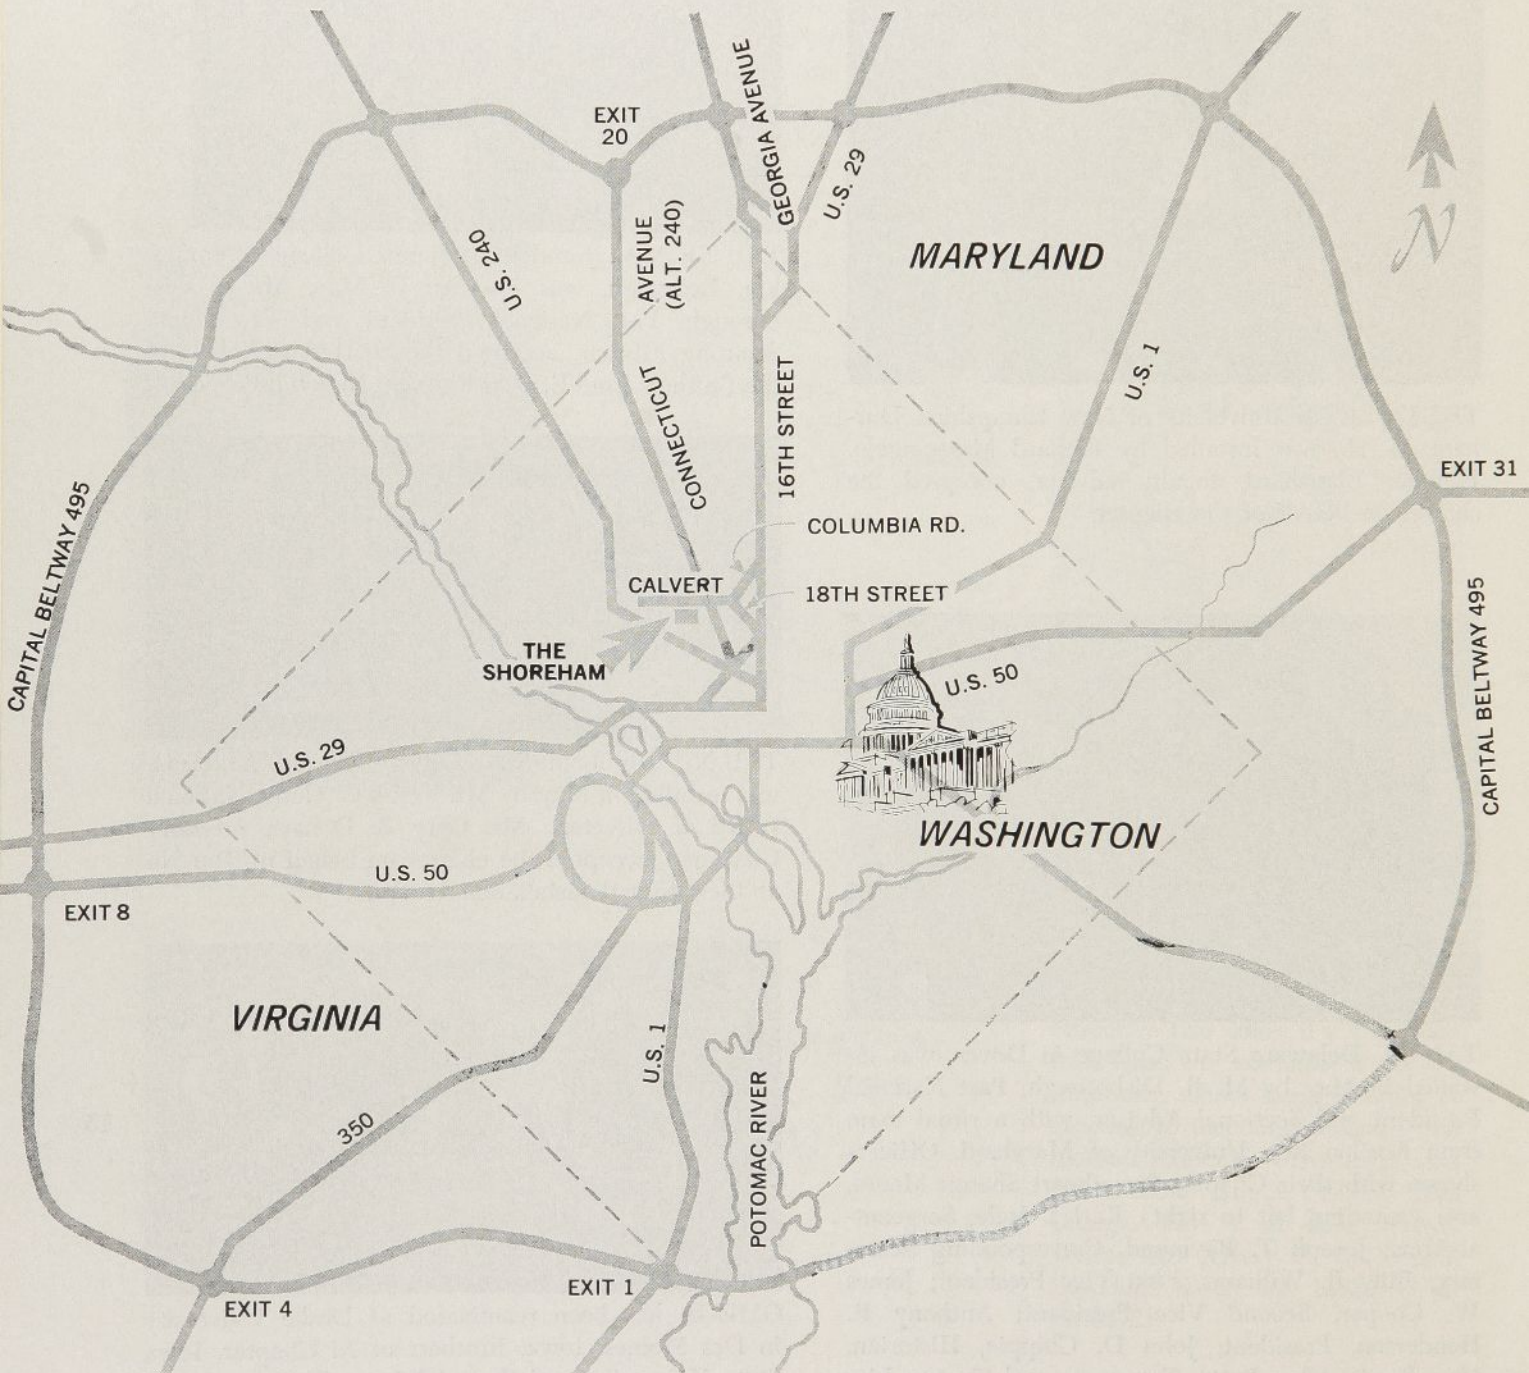 EXIT
20
GEORGIA AVENUE
U.S. 29
U.S. 240
AVENUE
(ALT. 240)
MARYLAND
N
CONNECTICUT
16TH STREET
U.S. 1
EXIT 31
CAPITAL BELTWAY 495
COLUMBIA RD.
CALVERT
18TH STREET
THE
SHOREHAM
U.S. 50
CAPITAL BELTWAY 495
U.S. 29
WASHINGTON
U.S. 50
EXIT 8
VIRGINIA
U.S. 1
350
POTOMAC RIVER
EXIT 1
EXIT 4